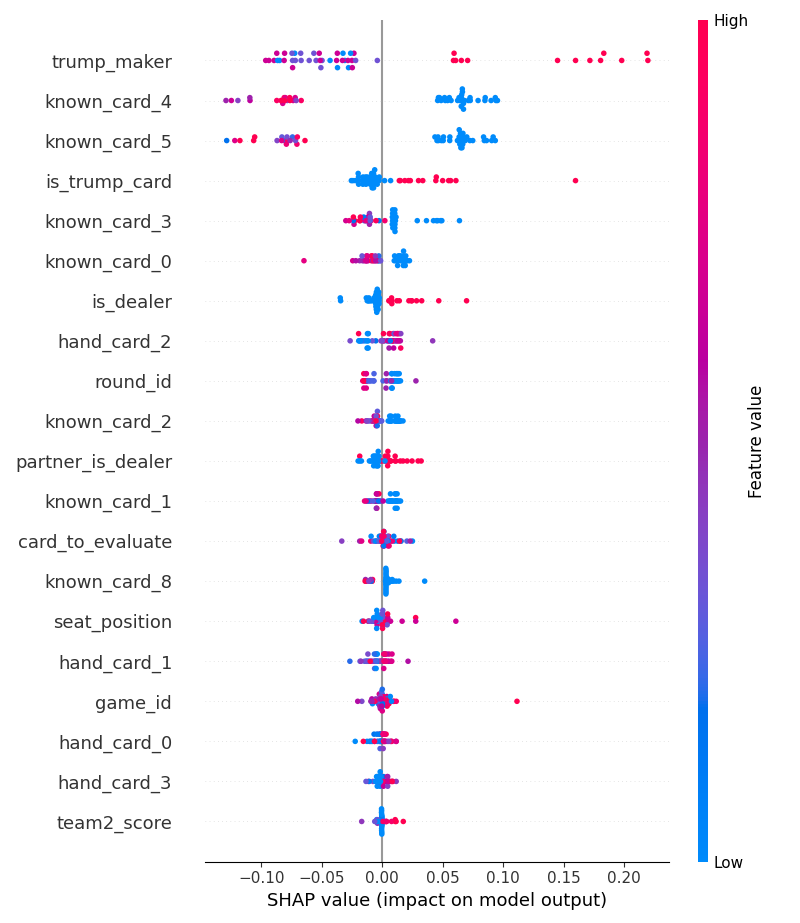 High
trump_maker
known_card_4
known_card_5
is_trump_card
known_card_3
known_card_0
is_dealer
hand_card_2
round_id
known_card_2
partner_is_dealer
known_card_1
card_to_evaluate
known_card_8
seat_position
hand_card_1
game_id
hand_card_0
hand_card_3
team2_score
Feature value
Low
−0.10 −0.05 0.00 0.05 0.10 0.15 0.20
SHAP value (impact on model output)